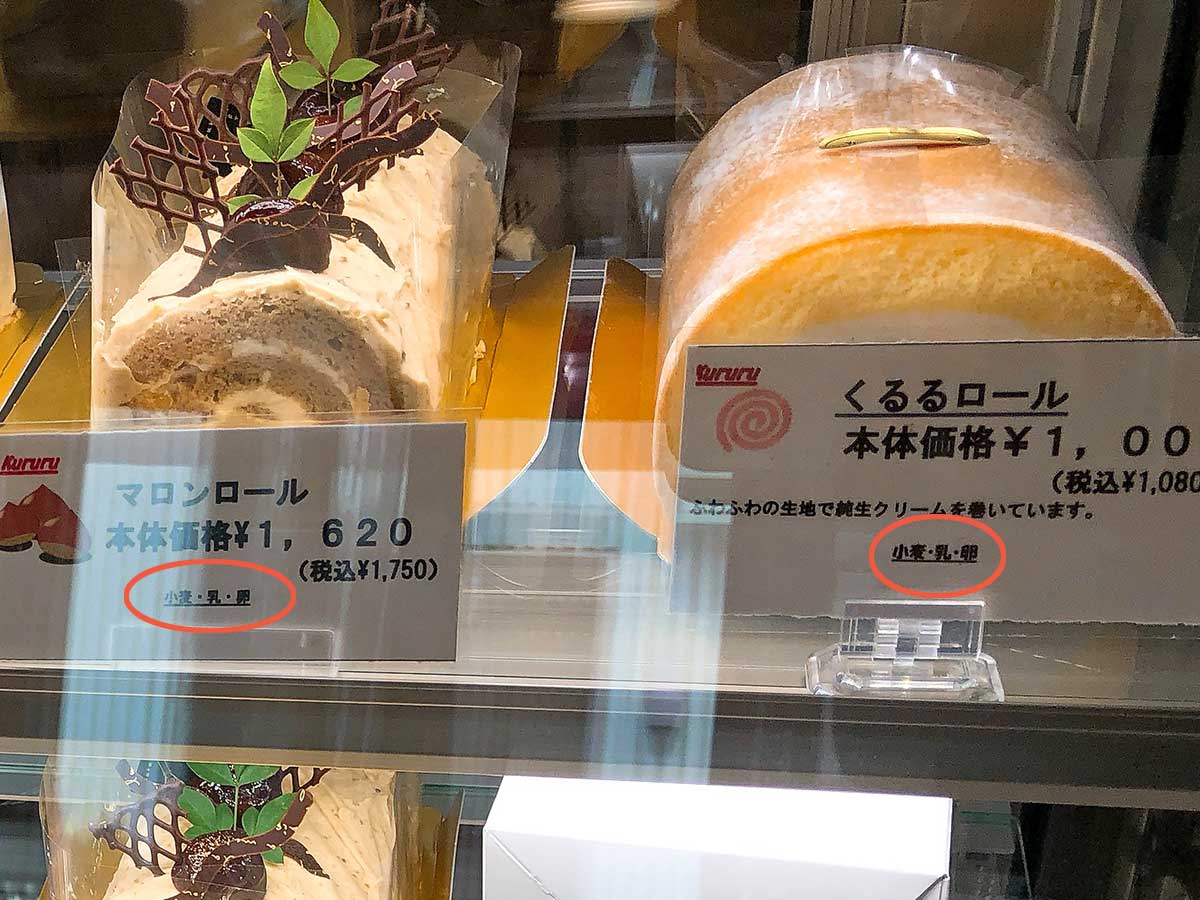 Kururu
マロンロール
本体価格¥1,620
(税込¥1,750)
小麦・乳・卵
Kururu
くるるロール
本体価格¥1,00
(税込¥1,080
ふわふわの生地で純生クリームを巻いています。
小麦・乳・卵